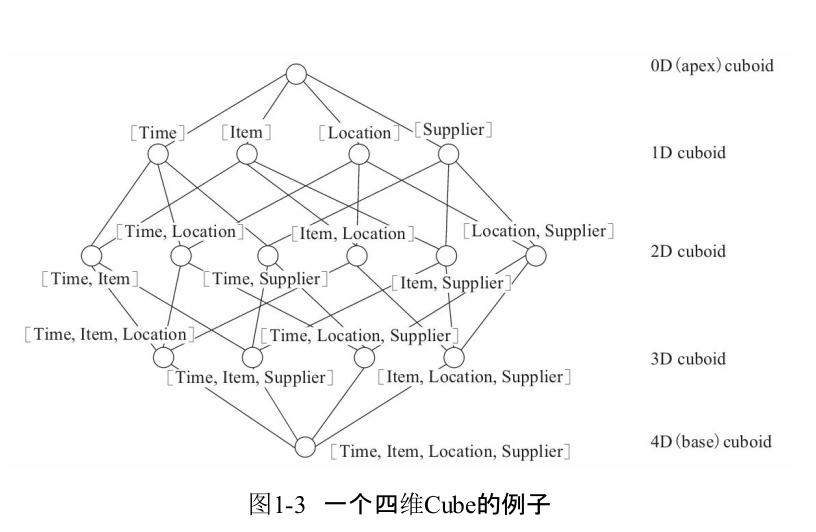 0D(apex)cuboid
[Time] [Item] [Location] [Supplier]
1D cuboid
[Time, Location] [Item, Location] [Location, Supplier]
2D cuboid
[Time, Item] [Time, Supplier] [Item, Supplier]
[Time, Item, Location] [Time, Location, Supplier]
3D cuboid
[Time, Item, Supplier] [Item, Location, Supplier]
4D(base)cuboid
[Time, Item, Location, Supplier]
图1-3 一个四维Cube的例子